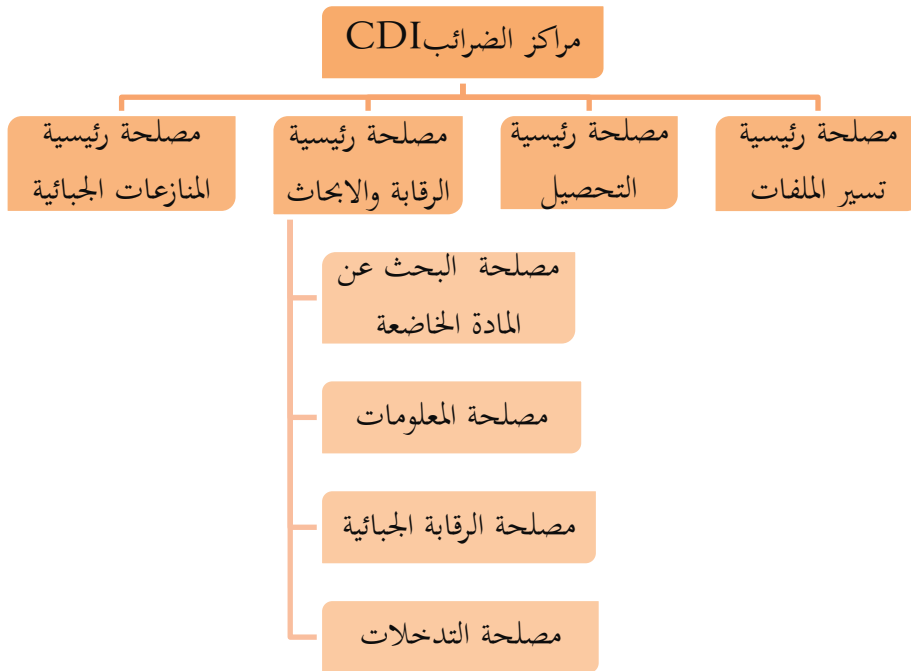 مراكز الضرائبCDI
مصلحة رئيسية
تسير الملفات
مصلحة رئيسية
التحصيل
مصلحة رئيسية
الرقابة والابحاث
مصلحة رئيسية
المنازعات الجبائية
مصلحة البحث عن
المادة الخاضعة
مصلحة المعلومات
مصلحة الرقابة الجبائية
مصلحة التدخلات